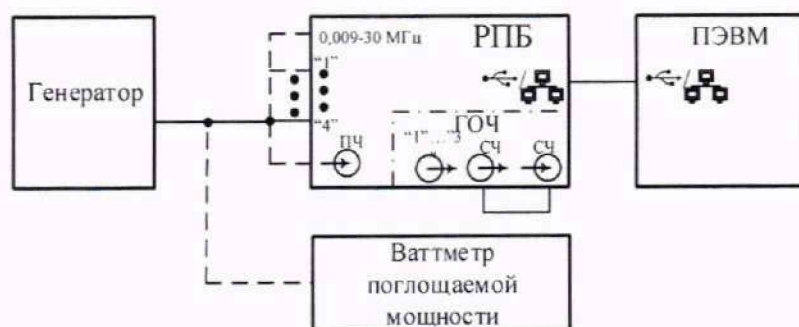 Генератор
0,009-30 МГц
“1”
“4”
ПЧ
РПБ
ГОЧ
“1”...“3
СЧ
СЧ
ПЭВМ
Ваттметр
поглощаемой
мощности